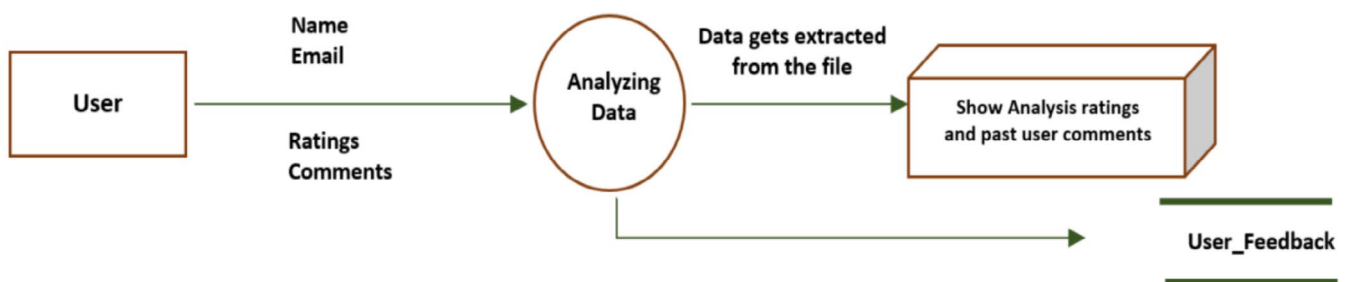 User
Name
Email
Ratings
Comments
Analyzing
Data
Data gets extracted
from the file
Show Analysis ratings
and past user comments
User_Feedback